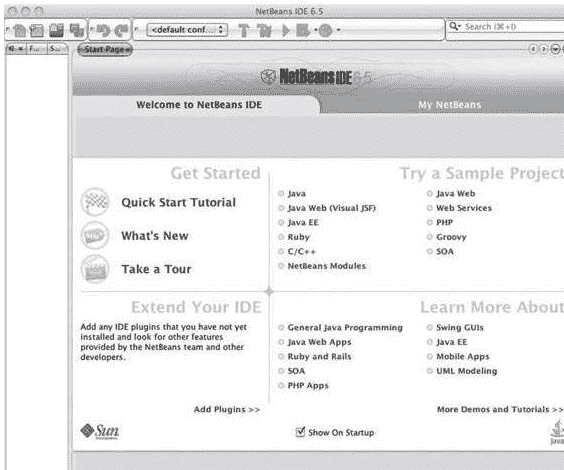 NetBeans IDE 6.5
<default conf...
Search (⌘+I)
F...
S...
Start Page
NetBeans IDE 6.5
Welcome to NetBeans IDE
My NetBeans
Get Started
Quick Start Tutorial
What's New
Take a Tour
Try a Sample Project
Java
Java Web (Visual JSF)
Java EE
Ruby
C/C++
NetBeans Modules
Java Web
Web Services
PHP
Groovy
SOA
Extend Your IDE
Add any IDE plugins that you have not yet
installed and look for other features
provided by the NetBeans team and other
developers.
Add Plugins >>
Learn More About
General Java Programming
Java Web Apps
Ruby and Rails
SOA
PHP Apps
Swing GUIs
Java EE
Mobile Apps
UML Modeling
More Demos and Tutorials >>
Sun
Show On Startup
Java